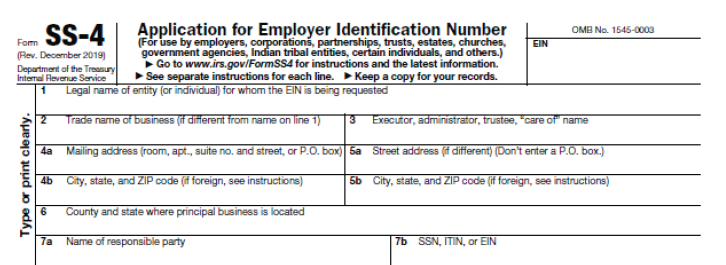 Form SS-4
(Rev. December 2019)
Department of the Treasury
Internal Revenue Service
Application for Employer Identification Number
(For use by employers, corporations, partnerships, trusts, estates, churches,
government agencies, Indian tribal entities, certain individuals, and others.)
▶ Go to www.irs.gov/FormSS4 for instructions and the latest information.
▶ See separate instructions for each line. ▶ Keep a copy for your records.
OMB No. 1545-0003
EIN
Type or print clearly.
1 Legal name of entity (or individual) for whom the EIN is being requested
2 Trade name of business (if different from name on line 1)
3 Executor, administrator, trustee, “care of” name
4a Mailing address (room, apt., suite no. and street, or P.O. box)
5a Street address (if different) (Don’t enter a P.O. box.)
4b City, state, and ZIP code (if foreign, see instructions)
5b City, state, and ZIP code (if foreign, see instructions)
6 County and state where principal business is located
7a Name of responsible party
7b SSN, ITIN, or EIN